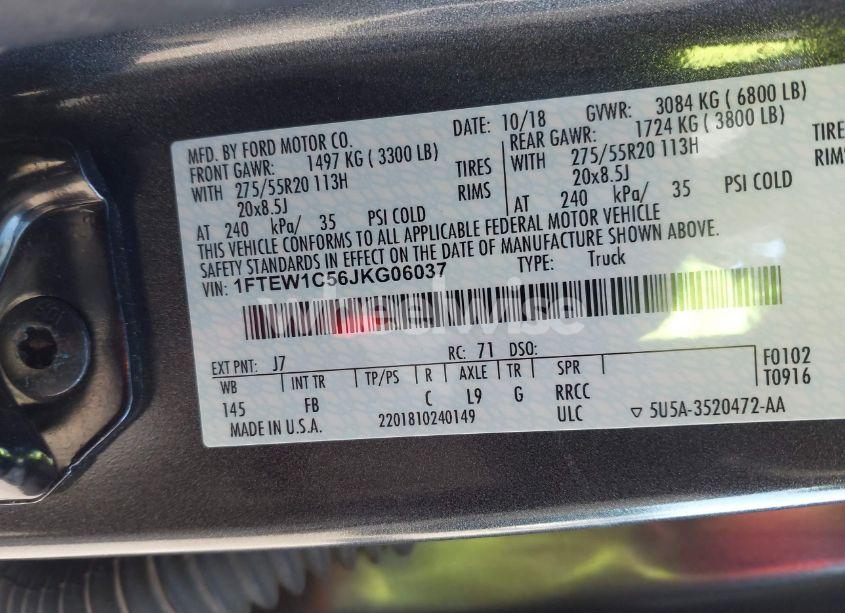 MFD. BY FORD MOTOR CO. DATE: 10/18 GVWR: 3084 KG ( 6800 LB)
FRONT GAWR: 1497 KG ( 3300 LB) REAR GAWR: 1724 KG ( 3800 LB)
WITH 275/55R20 113H TIRES WITH 275/55R20 113H TIRE
20x8.5J RIMS 20x8.5J RIMS
AT 240 kPa/ 35 PSI COLD AT 240 kPa/ 35 PSI COLD
THIS VEHICLE CONFORMS TO ALL APPLICABLE FEDERAL MOTOR VEHICLE
SAFETY STANDARDS IN EFFECT ON THE DATE OF MANUFACTURE SHOWN ABOVE.
VIN: 1FTEW1C56JKG06037 TYPE: Truck
Wheelwise
EXT PNT: J7 RC: 71 DSO:
WB INT TR TP/PS R AXLE TR SPR F0102
145 FB C L9 G RRCC T0916
MADE IN U.S.A. 2201810240149 ULC ▽ 5U5A-3520472-AA